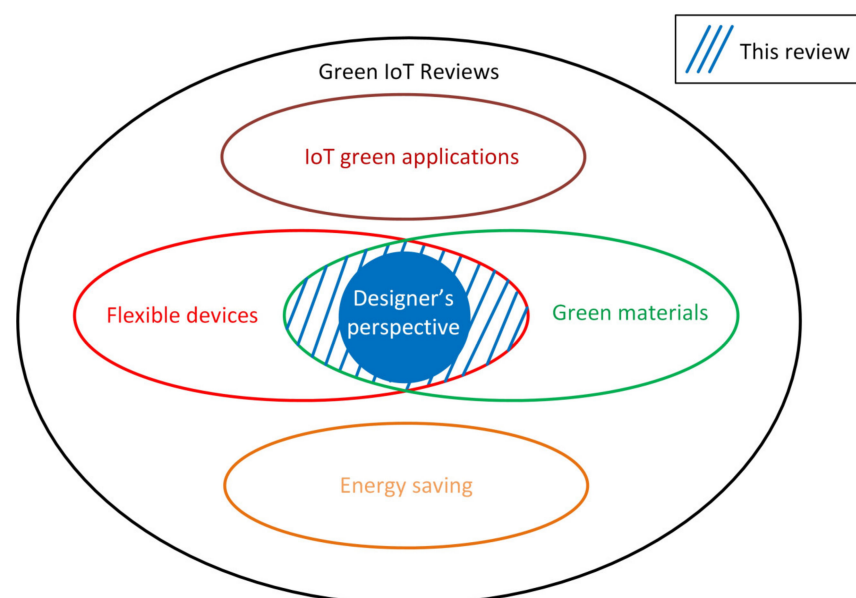 This review
Green IoT Reviews
IoT green applications
Flexible devices
Designer's
perspective
Green materials
Energy saving